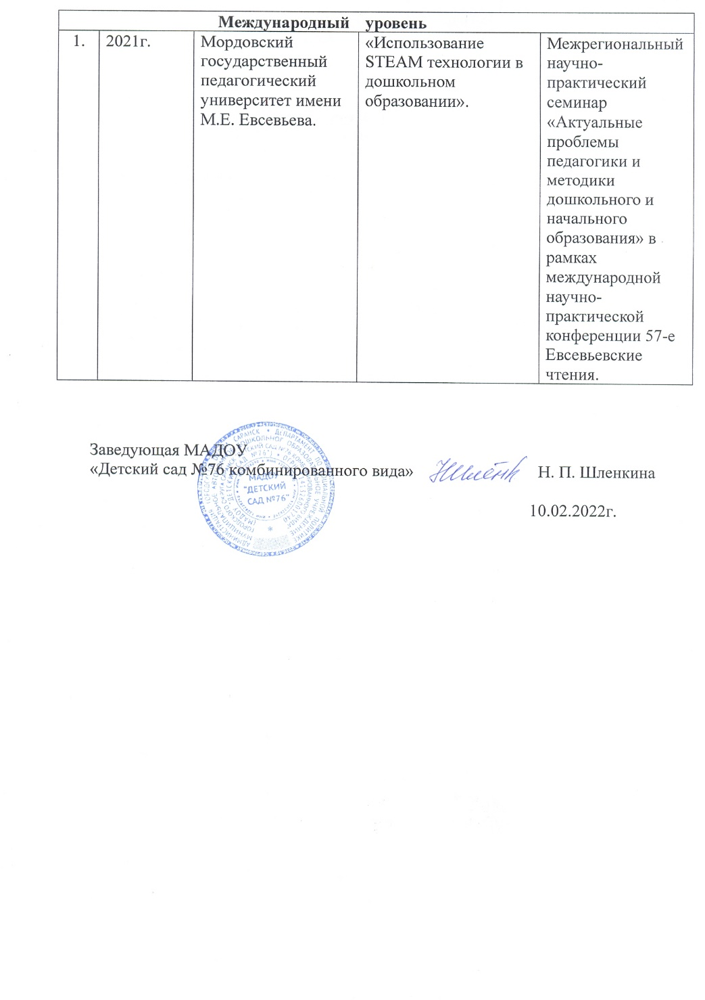 Международный уровень
1.
2021г.
Мордовский
государственный
педагогический
университет имени
М.Е. Евсевьева.
«Использование
STEAM технологии в
дошкольном
образовании».
Межрегиональный
научно-
практический
семинар
«Актуальные
проблемы
педагогики и
методики
дошкольного и
начального
образования» в
рамках
международной
научно-
практической
конференции 57-е
Евсевьевские
чтения.
Заведующая МАДОУ
«Детский сад №76 комбинированного вида»
Н. П. Шленкина
10.02.2022г.
МАДОУ
"ДЕТСКИЙ
САД №76"